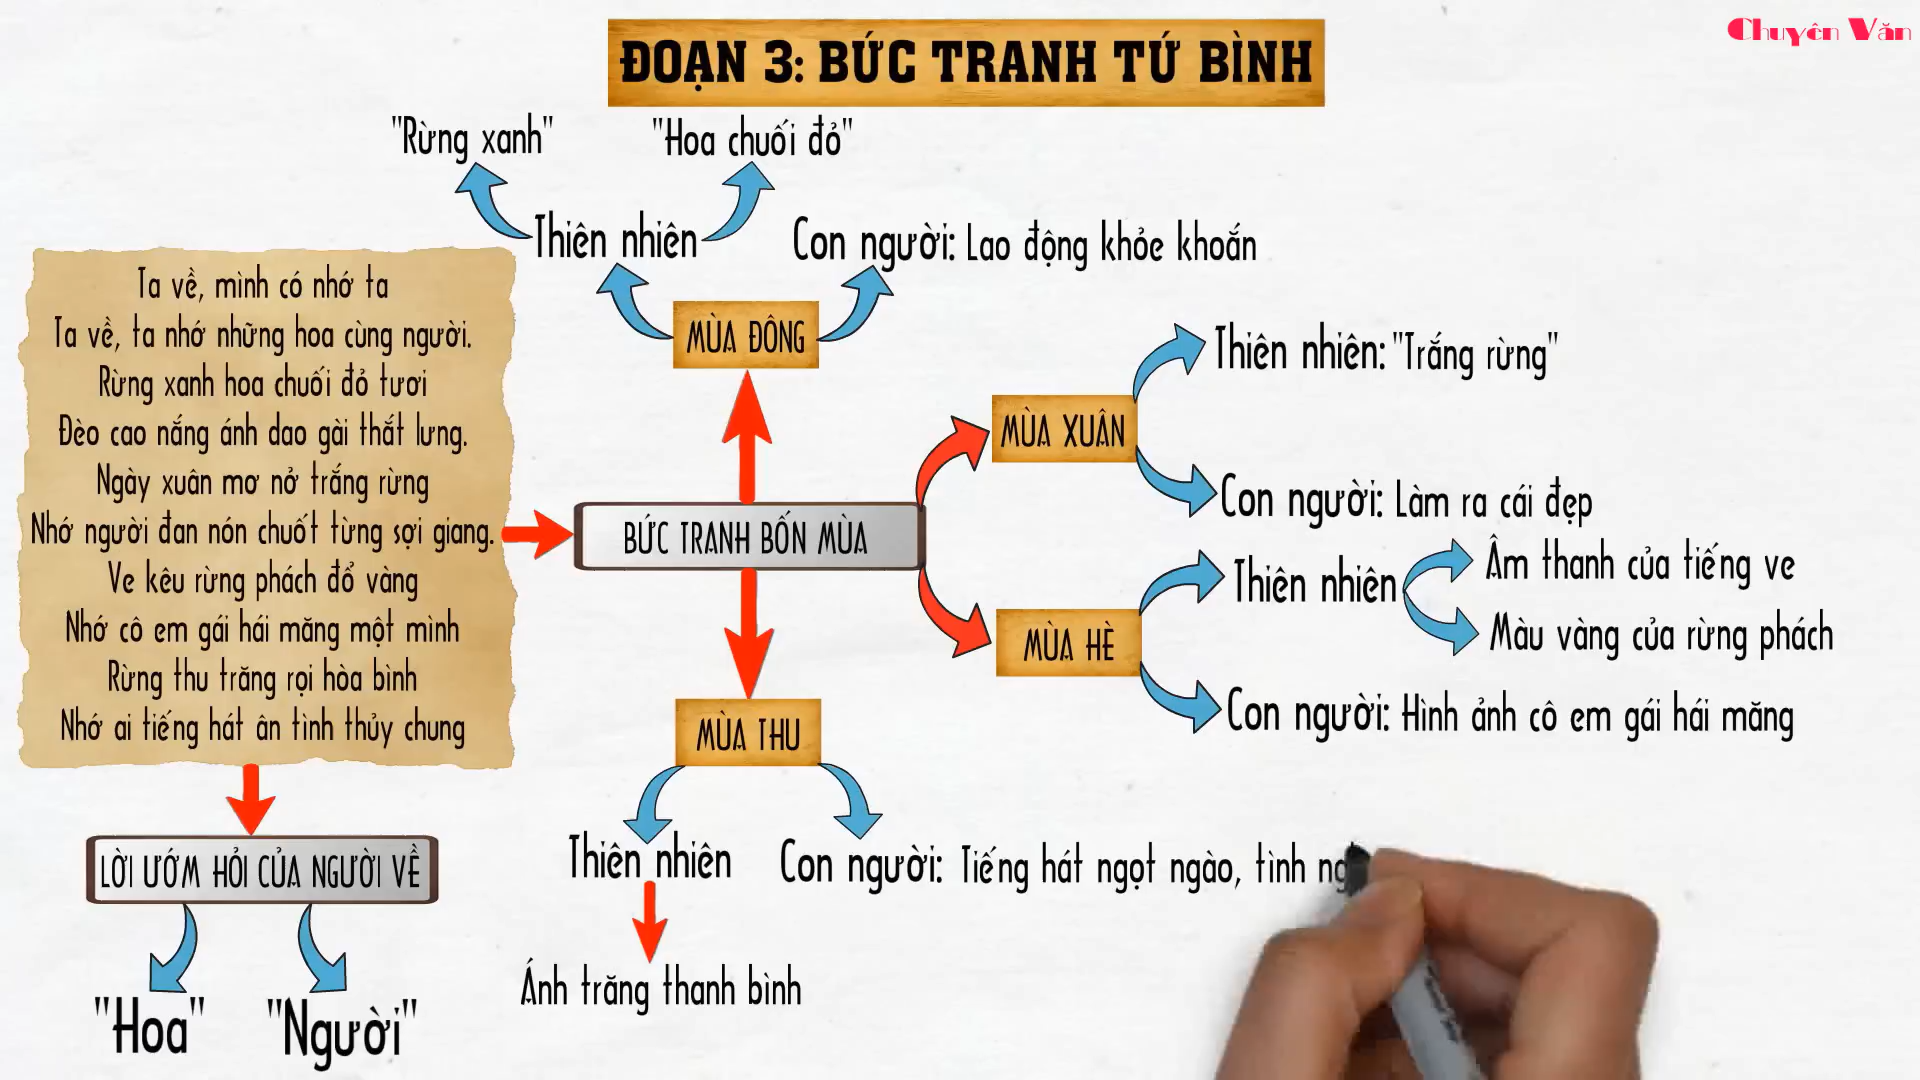 Chuyên Văn
ĐOẠN 3: BỨC TRANH TỨ BÌNH
"Rừng xanh"
"Hoa chuối đỏ"
Thiên nhiên
Con người: Lao động khỏe khoắn
MÙA ĐÔNG
Ta về, mình có nhớ ta
Ta về, ta nhớ những hoa cùng người.
Rừng xanh hoa chuối đỏ tươi
Đèo cao nắng ánh dao gài thắt lưng.
Ngày xuân mơ nở trắng rừng
Nhớ người đan nón chuốt từng sợi giang.
Ve kêu rừng phách đổ vàng
Nhớ cô em gái hái măng một mình
Rừng thu trăng rọi hòa bình
Nhớ ai tiếng hát ân tình thủy chung
BỨC TRANH BỐN MÙA
MÙA XUÂN
Thiên nhiên: "Trắng rừng"
Con người: Làm ra cái đẹp
MÙA HÈ
Thiên nhiên
Âm thanh của tiếng ve
Màu vàng của rừng phách
Con người: Hình ảnh cô em gái hái măng
MÙA THU
Thiên nhiên
Ánh trăng thanh bình
Con người: Tiếng hát ngọt ngào, tình
LỜI ƯỚM HỎI CỦA NGƯỜI VỀ
"Hoa"
"Người"